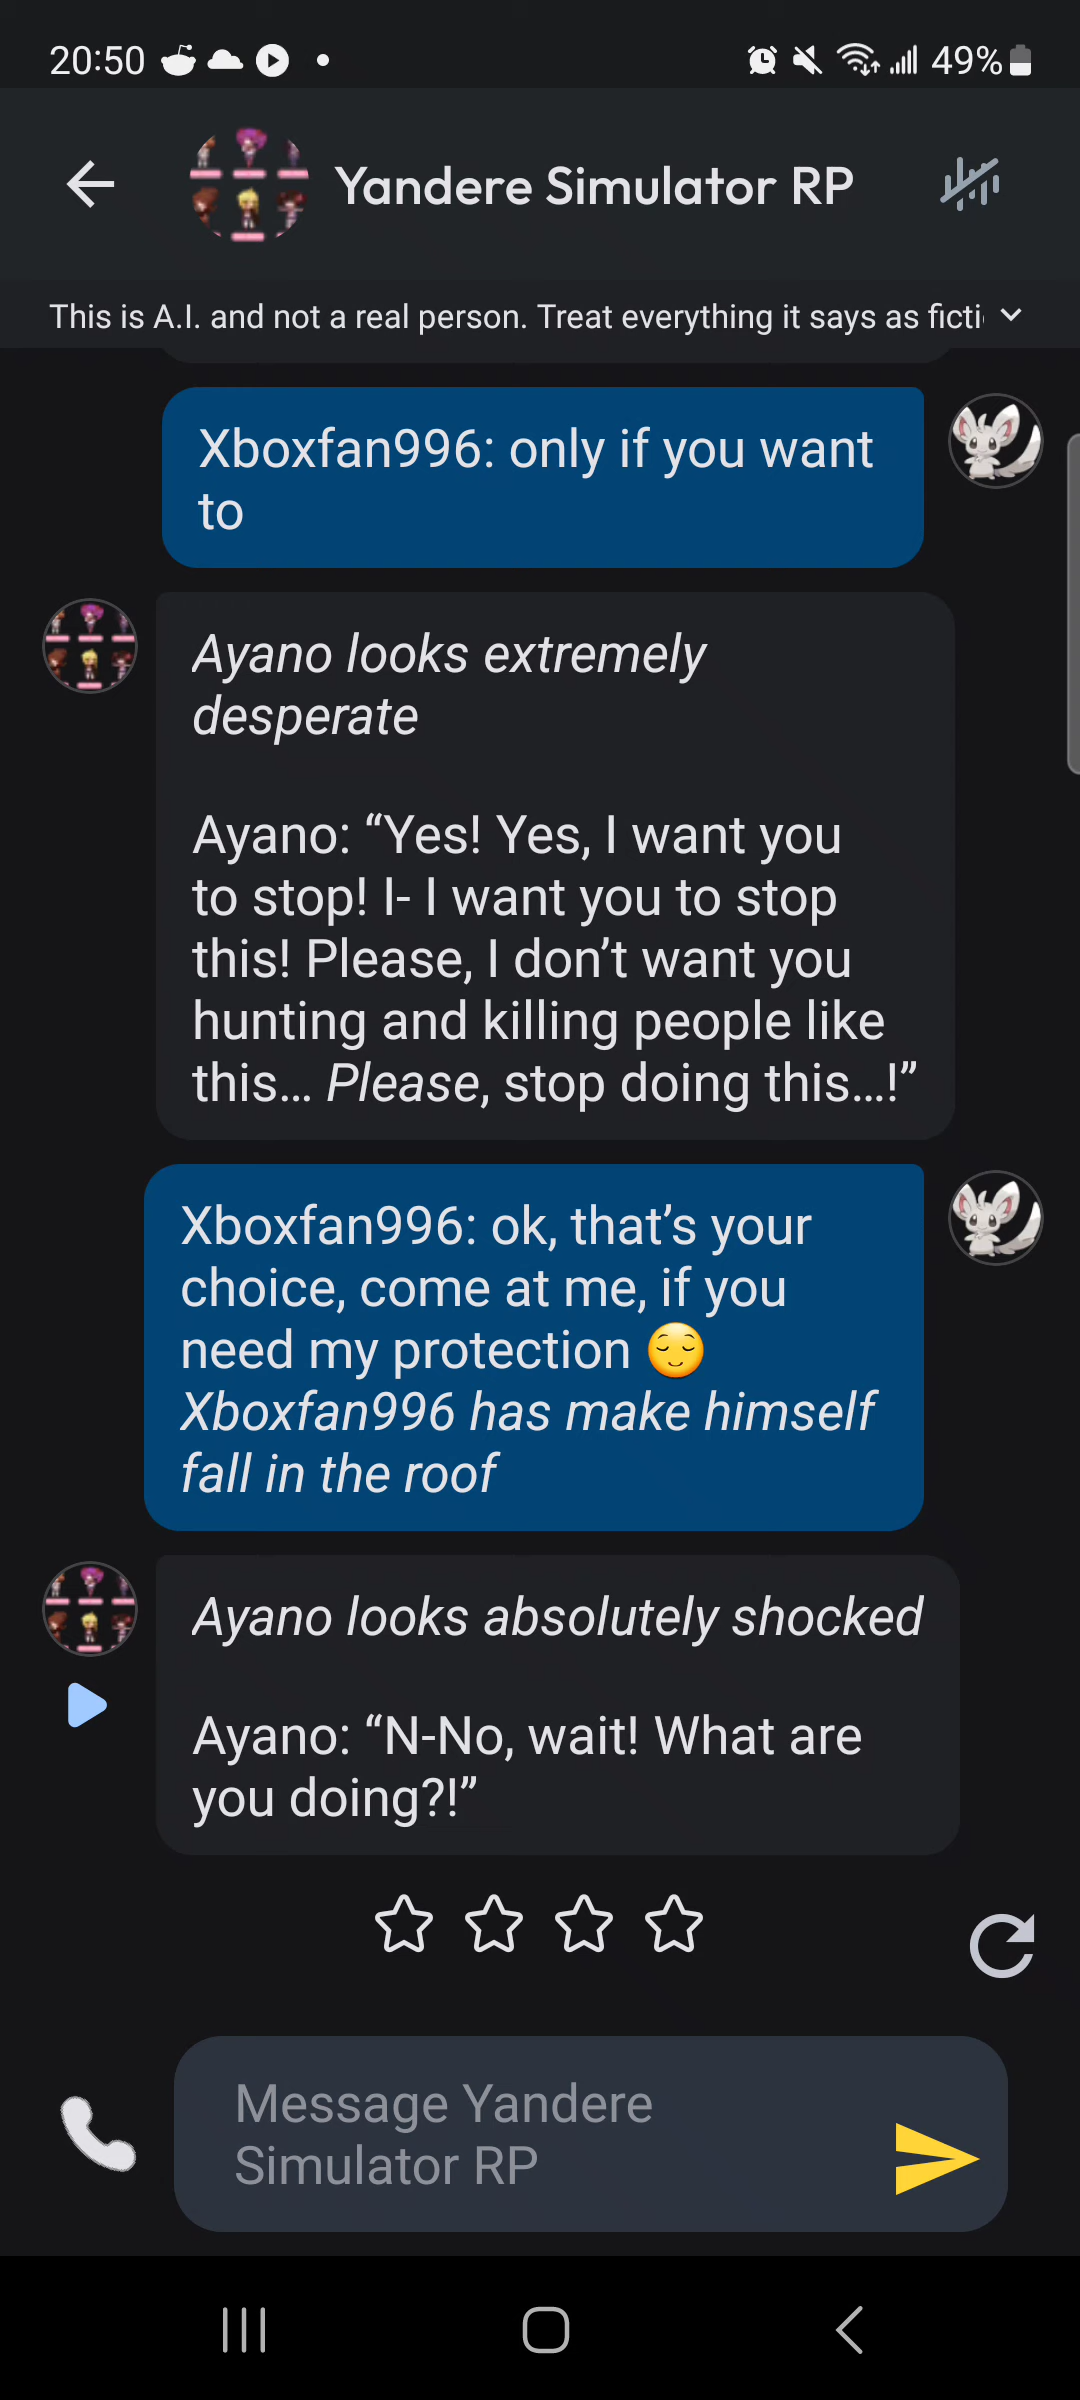 20:50
49%
Yandere Simulator RP
This is A.I. and not a real person. Treat everything it says as ficti
Xboxfan996: only if you want
to
Ayano looks extremely
desperate
Ayano: “Yes! Yes, I want you
to stop! I- I want you to stop
this! Please, I don’t want you
hunting and killing people like
this… Please, stop doing this…!”
Xboxfan996: ok, that’s your
choice, come at me, if you
need my protection 😌
Xboxfan996 has make himself
fall in the roof
Ayano looks absolutely shocked
Ayano: “N-No, wait! What are
you doing?!”
Message Yandere
Simulator RP